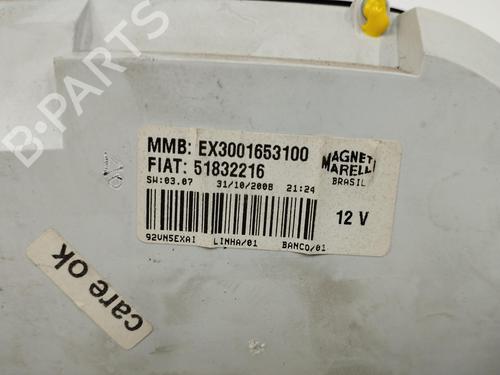 B-PARTS
MMB: EX3001653100
FIAT: 51832216
MAGNETI
MARELLI
BRASIL
SW:03.07 31/10/2008 21:24
12 V
92VN5EXAI LINHA/01 BANCO/01
care ok